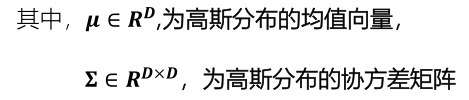 其中，μ ∈ R^D,为高斯分布的均值向量，
Σ ∈ R^{D×D}，为高斯分布的协方差矩阵